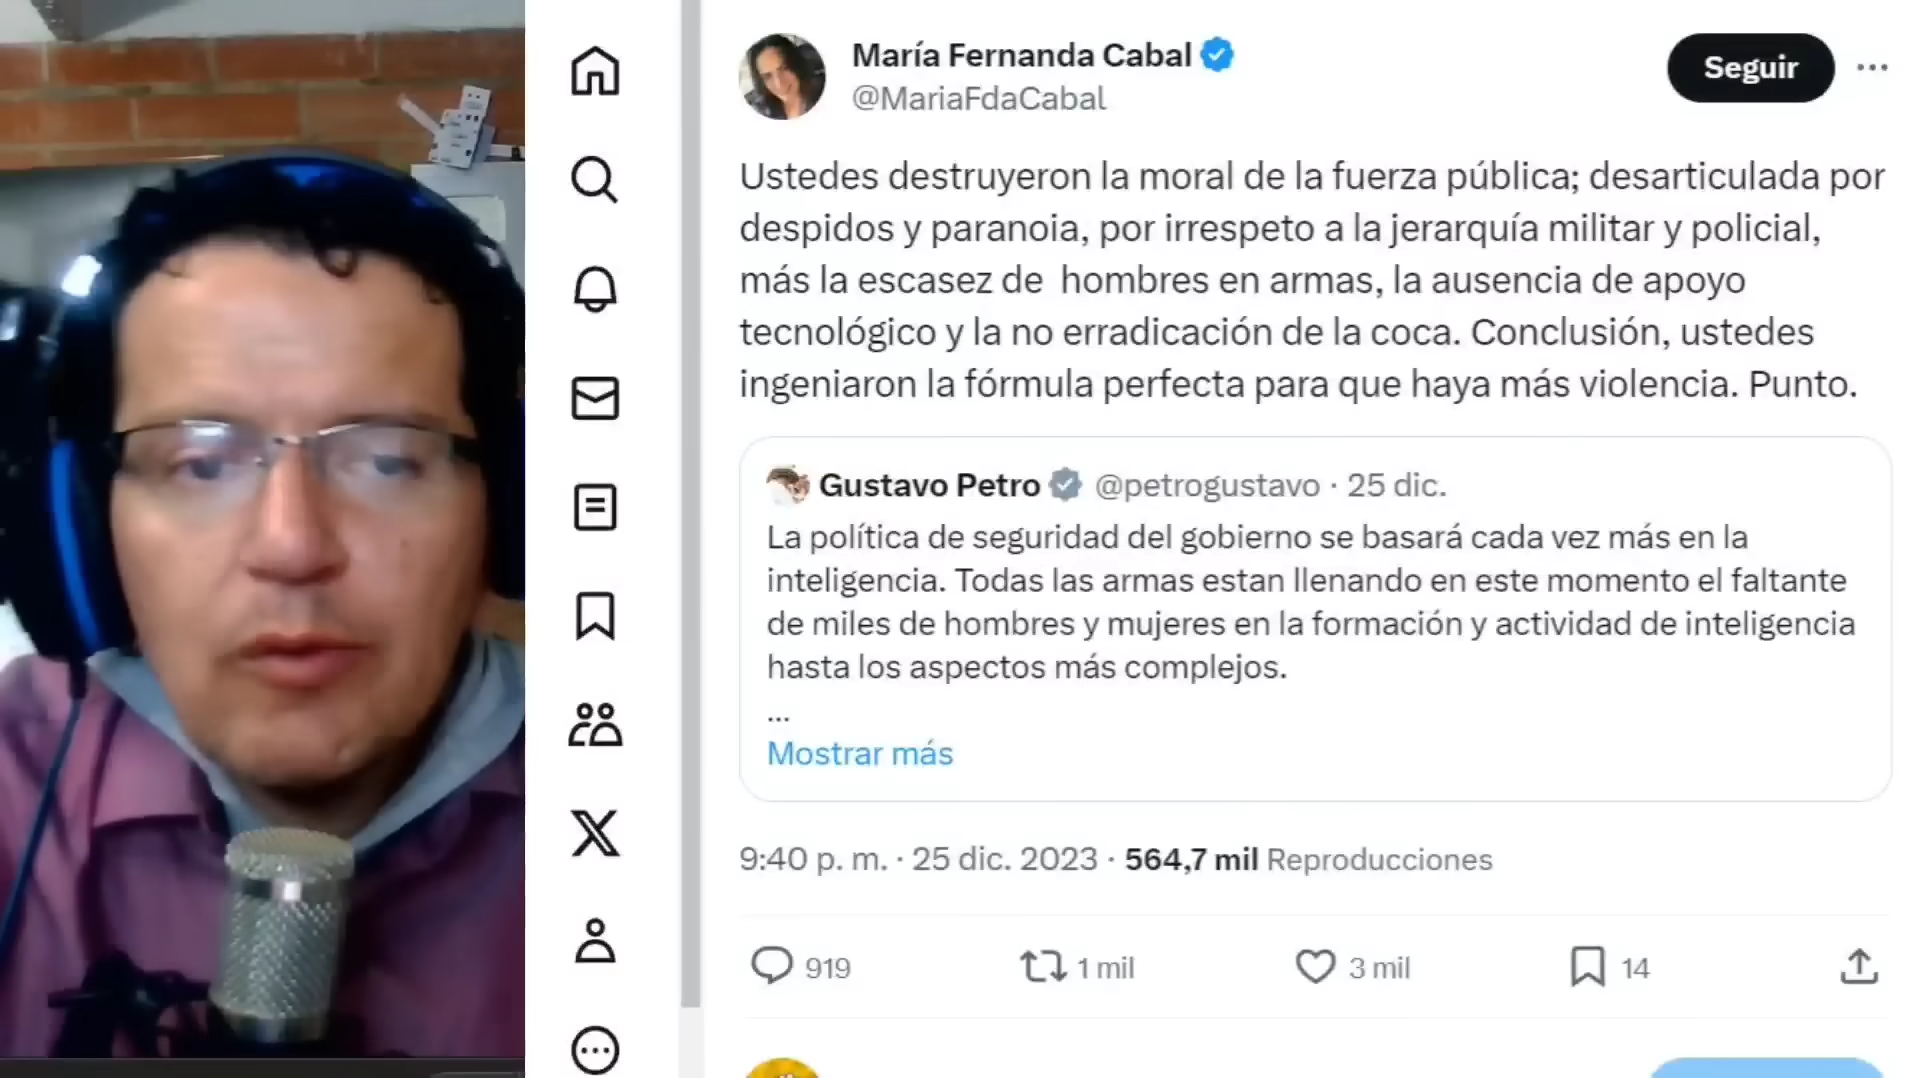 María Fernanda Cabal
@MariaFdaCabal
Seguir
Ustedes destruyeron la moral de la fuerza pública; desarticulada por
despidos y paranoia, por irrespeto a la jerarquía militar y policial,
más la escasez de hombres en armas, la ausencia de apoyo
tecnológico y la no erradicación de la coca. Conclusión, ustedes
ingeniaron la fórmula perfecta para que haya más violencia. Punto.
Gustavo Petro @petrogustavo · 25 dic.
La política de seguridad del gobierno se basará cada vez más en la
inteligencia. Todas las armas estan llenando en este momento el faltante
de miles de hombres y mujeres en la formación y actividad de inteligencia
hasta los aspectos más complejos.
...
Mostrar más
9:40 p. m. · 25 dic. 2023 · 564,7 mil Reproducciones
919 1 mil 3 mil 14